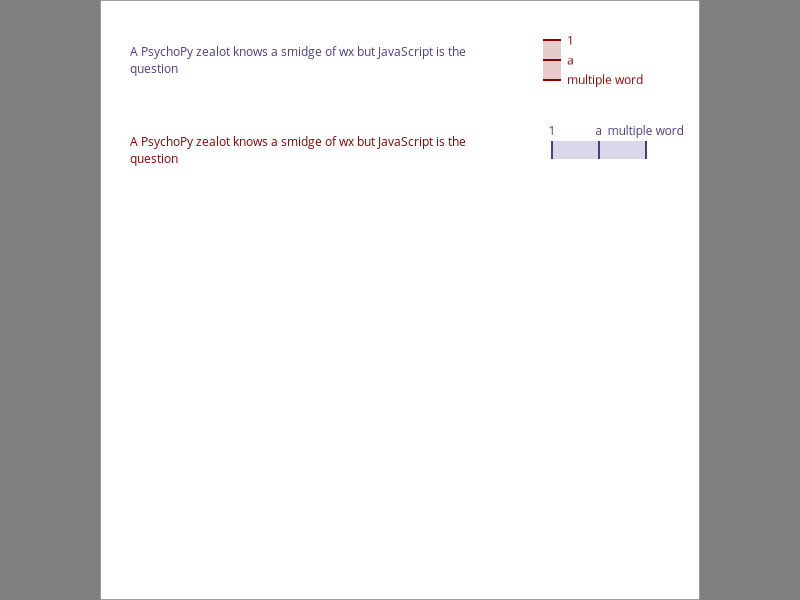 A PsychoPy zealot knows a smidge of wx but JavaScript is the
question
1
a
multiple word
A PsychoPy zealot knows a smidge of wx but JavaScript is the
question
1 a multiple word